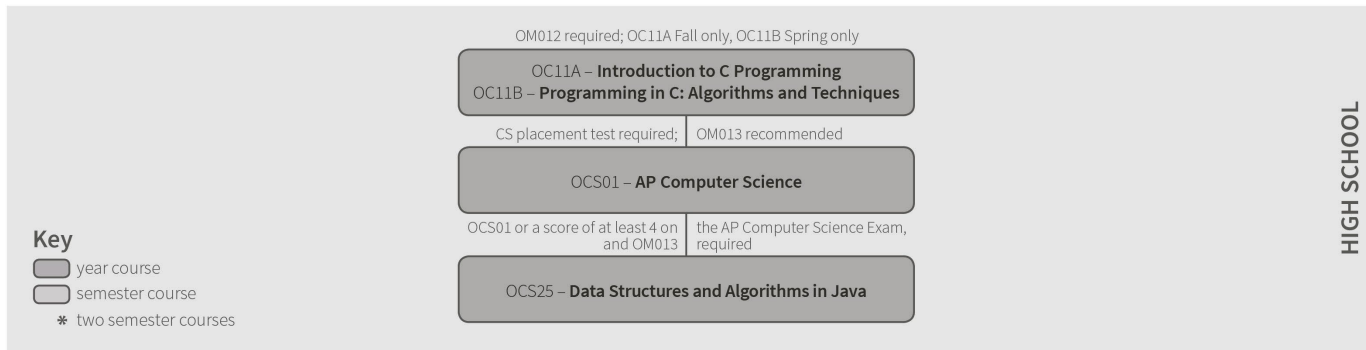 OM012 required; OC11A Fall only, OC11B Spring only
OC11A – Introduction to C Programming
OC11B – Programming in C: Algorithms and Techniques
CS placement test required; OM013 recommended
OCS01 – AP Computer Science
OCS01 or a score of at least 4 on the AP Computer Science Exam,
and OM013 required
OCS25 – Data Structures and Algorithms in Java
Key
year course
semester course
* two semester courses
HIGH SCHOOL